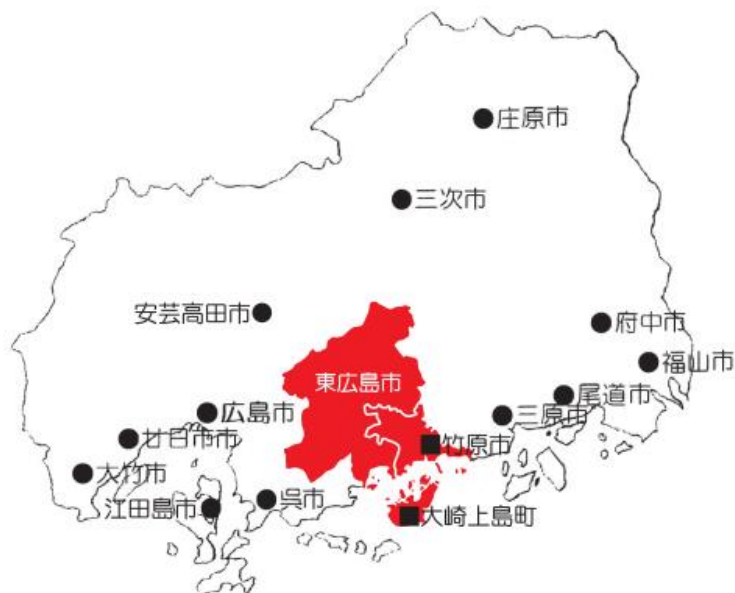 庄原市
三次市
安芸高田市
府中市
福山市
東広島市
尾道市
広島市
三原市
廿日市市
竹原市
大竹市
呉市
江田島市
大崎上島町